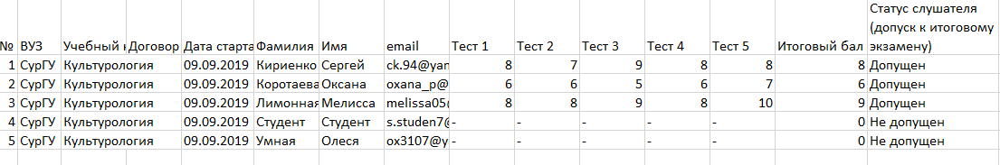 Статус слушателя
(допуск к итоговому
№ ВУЗ Учебный Договор Дата старта Фамилия Имя email Тест 1 Тест 2 Тест 3 Тест 4 Тест 5 Итоговый бал экзамену)
1 СурГУ Культурология 09.09.2019 Кириенко Сергей ck.94@yan 8 7 9 8 8 8 Допущен
2 СурГУ Культурология 09.09.2019 Коротаева Оксана oxana_p@ 6 6 5 6 7 6 Допущен
3 СурГУ Культурология 09.09.2019 Лимонная Мелисса melissa05 8 8 9 8 10 9 Допущен
4 СурГУ Культурология 09.09.2019 Студент Студент s.studen7@ - - - - - 0 Не допущен
5 СурГУ Культурология 09.09.2019 Умная Олеся ox3107@y - - - - - 0 Не допущен